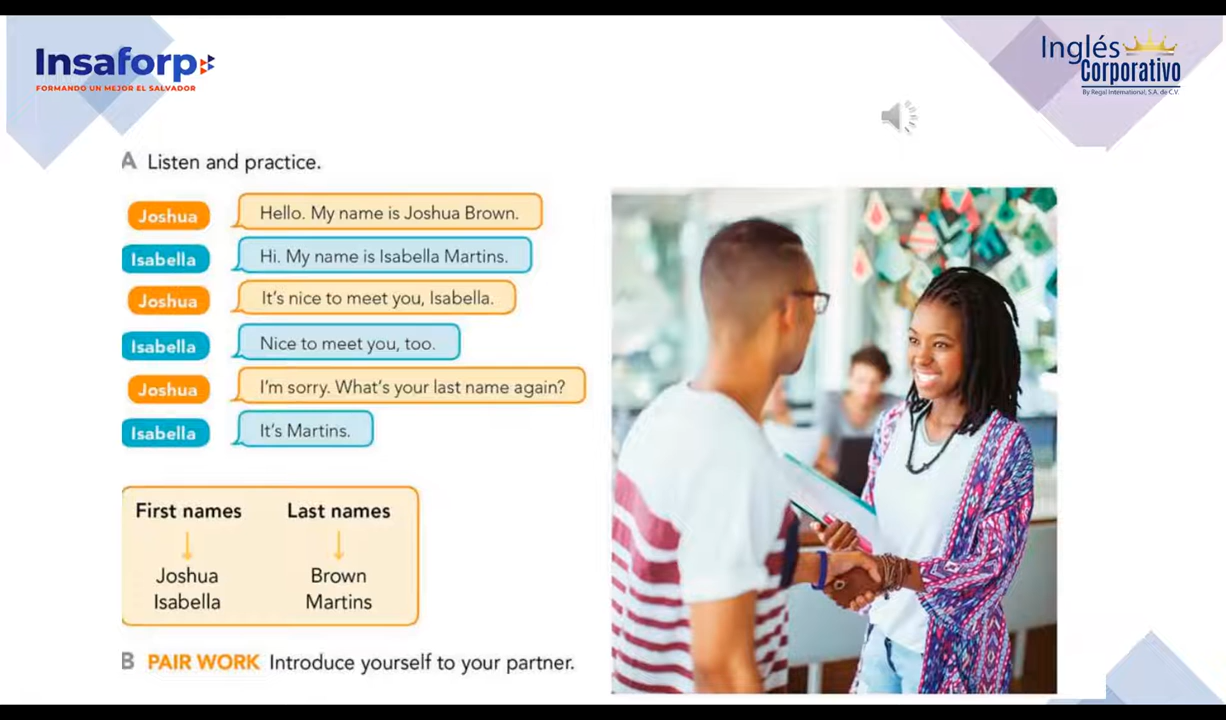 Insaforp
FORMANDO UN MEJOR EL SALVADOR
Inglés
Corporativo
By Regal International, S.A. de C.V.
A Listen and practice.
Joshua Hello. My name is Joshua Brown.
Isabella Hi. My name is Isabella Martins.
Joshua It's nice to meet you, Isabella.
Isabella Nice to meet you, too.
Joshua I'm sorry. What's your last name again?
Isabella It's Martins.
First names Last names
Joshua Brown
Isabella Martins
B PAIR WORK Introduce yourself to your partner.